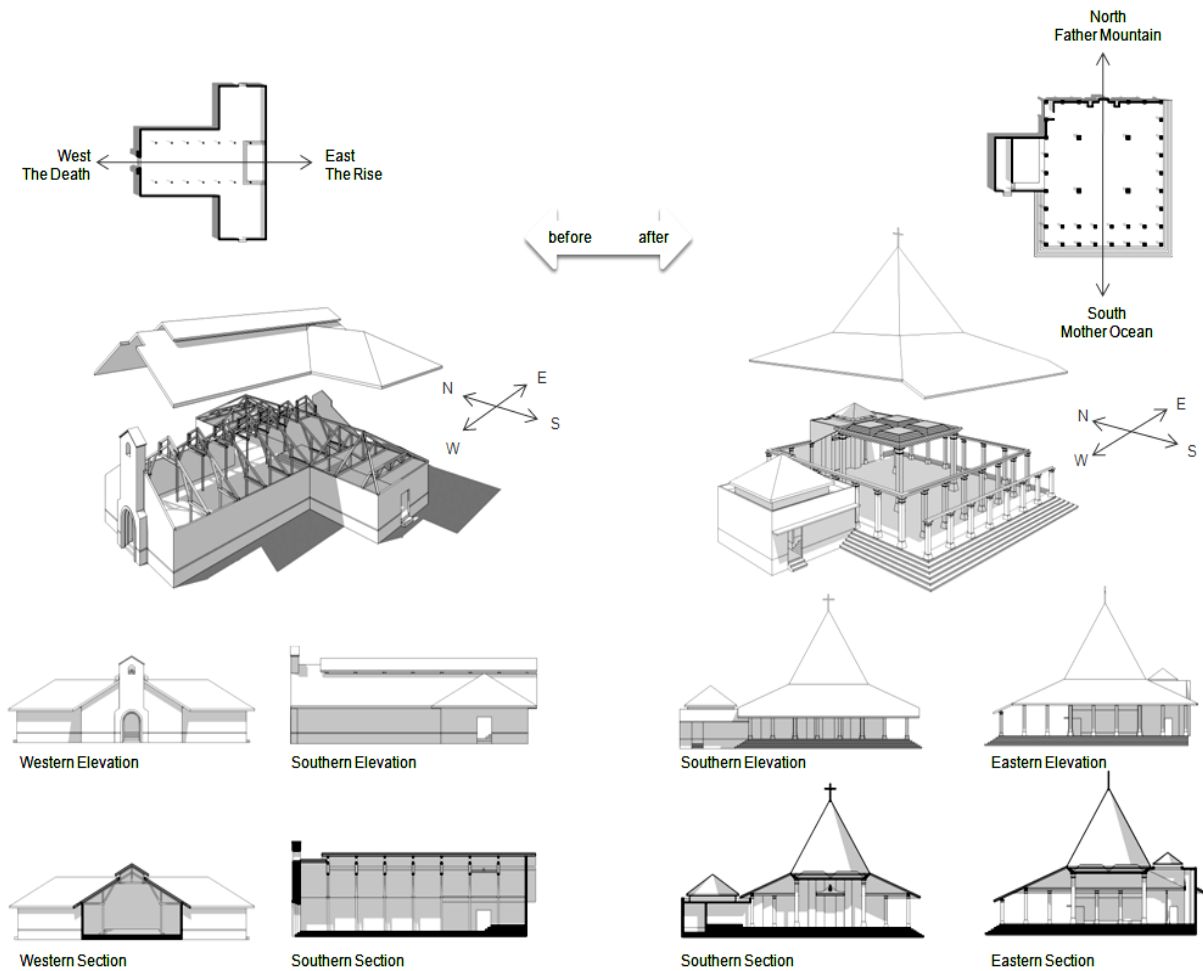 North
Father Mountain
West
The Death
East
The Rise
before
after
South
Mother Ocean
N
E
W
S
N
E
W
S
Western Elevation
Southern Elevation
Southern Elevation
Eastern Elevation
Western Section
Southern Section
Southern Section
Eastern Section